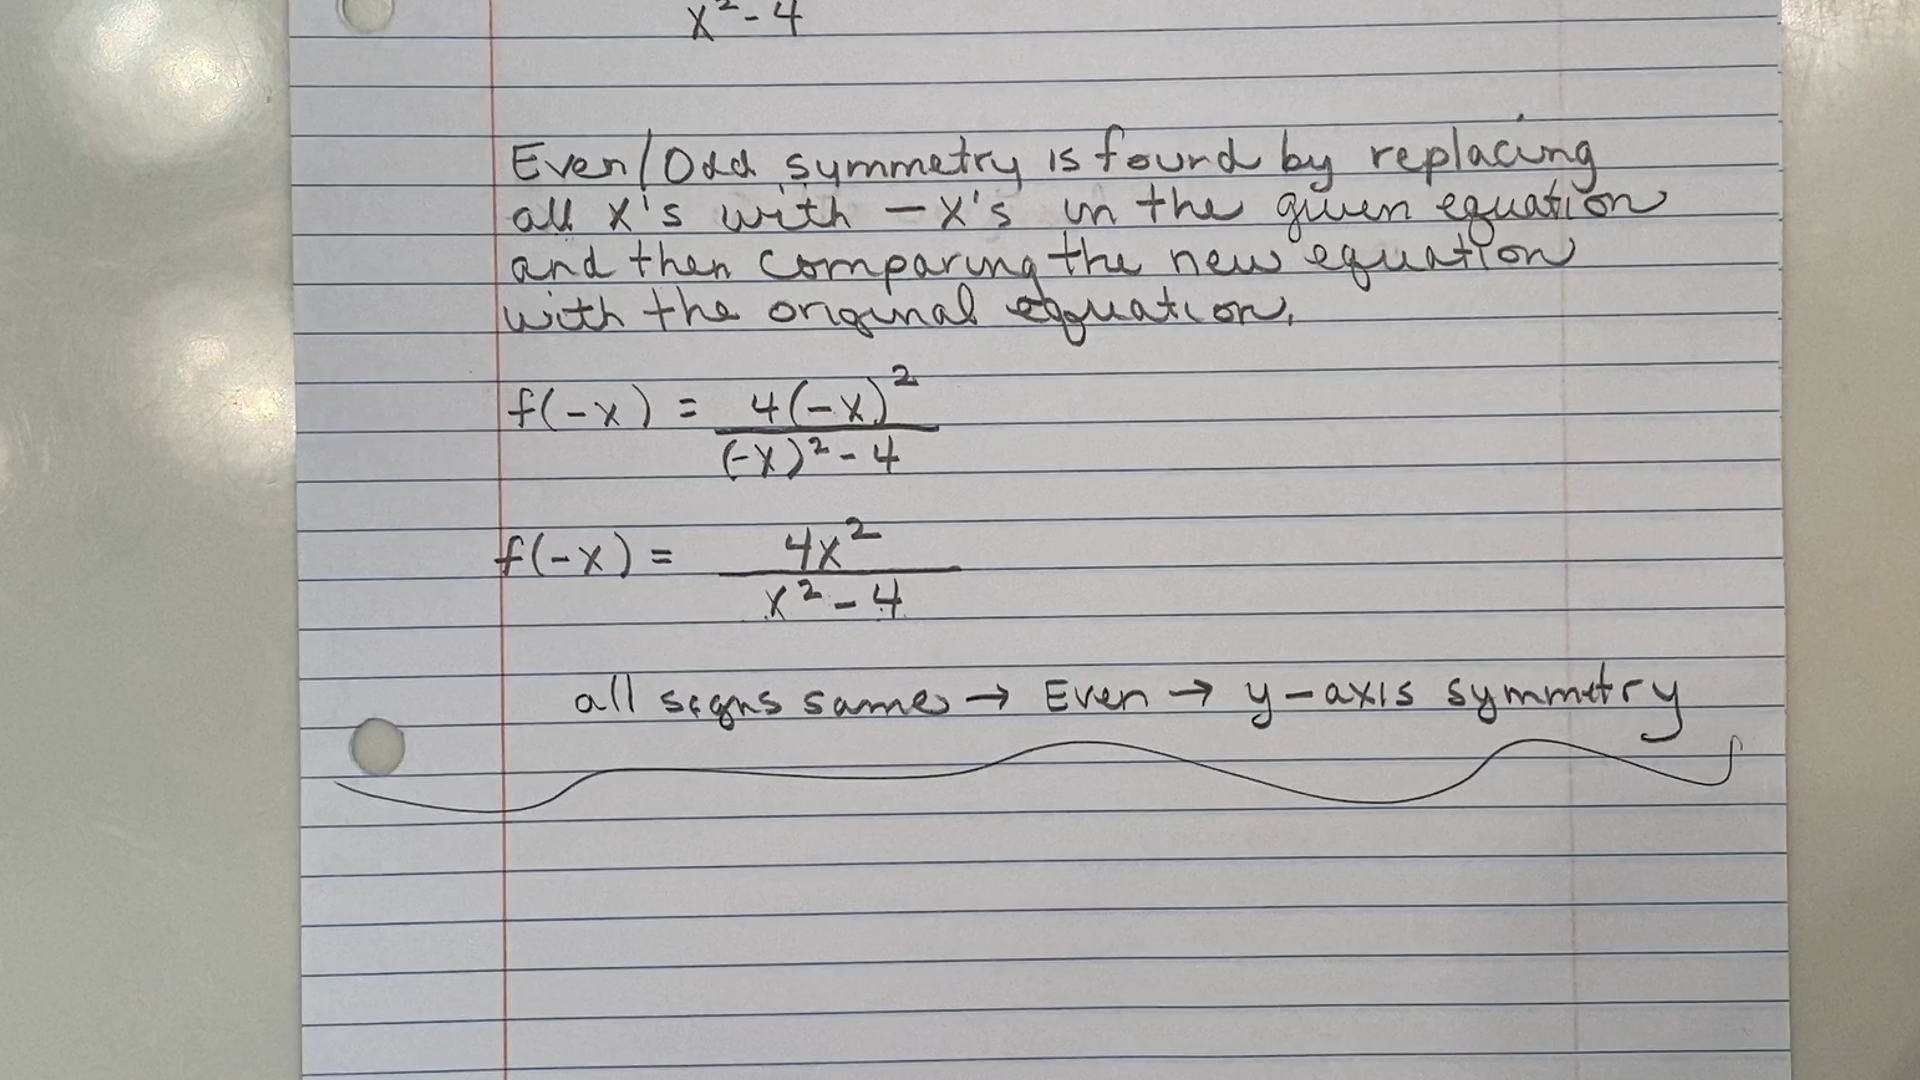 x² - 4
Even/Odd symmetry is found by replacing
all x's with -x's in the given equation
and then comparing the new equation
with the original equation.
f(-x) = 4(-x)²
(-x)² - 4
f(-x) = 4x²
x² - 4
all signs same → Even → y-axis symmetry